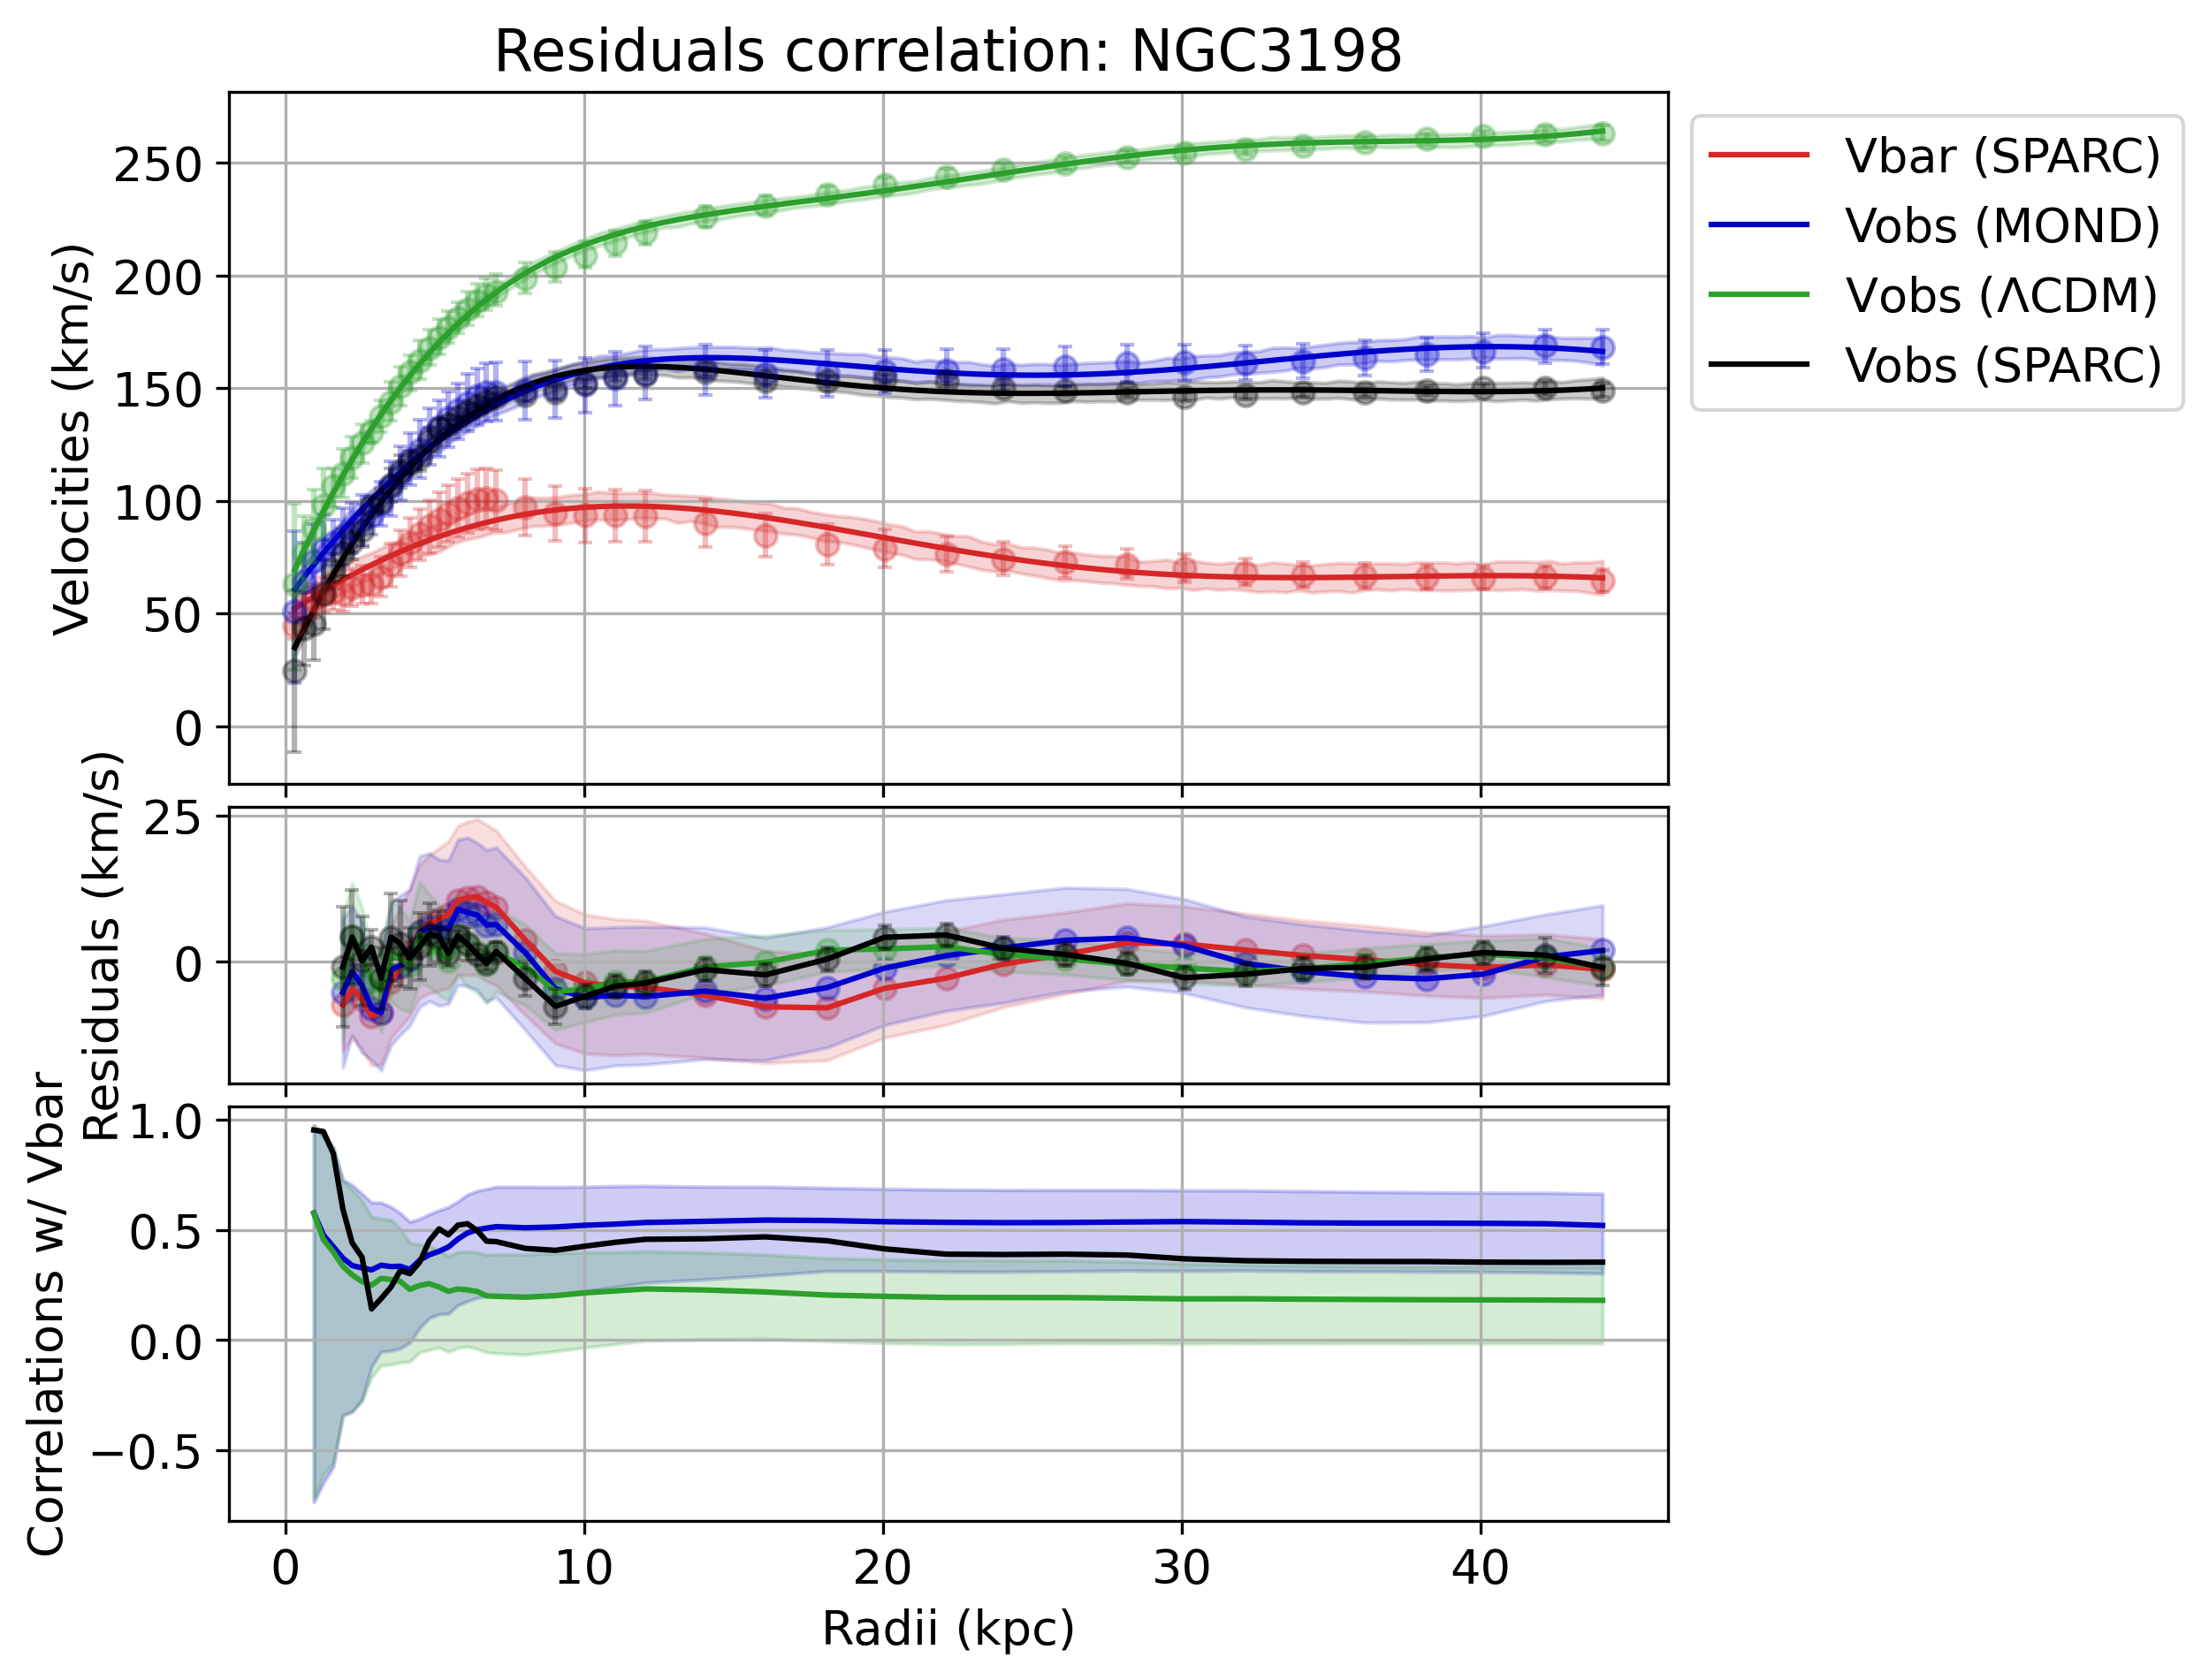 Residuals correlation: NGC3198
Velocities (km/s)
250
200
150
100
50
0
Vbar (SPARC)
Vobs (MOND)
Vobs (ΛCDM)
Vobs (SPARC)
Residuals (km/s)
25
0
Correlations w/ Vbar
1.0
0.5
0.0
−0.5
0 10 20 30 40
Radii (kpc)